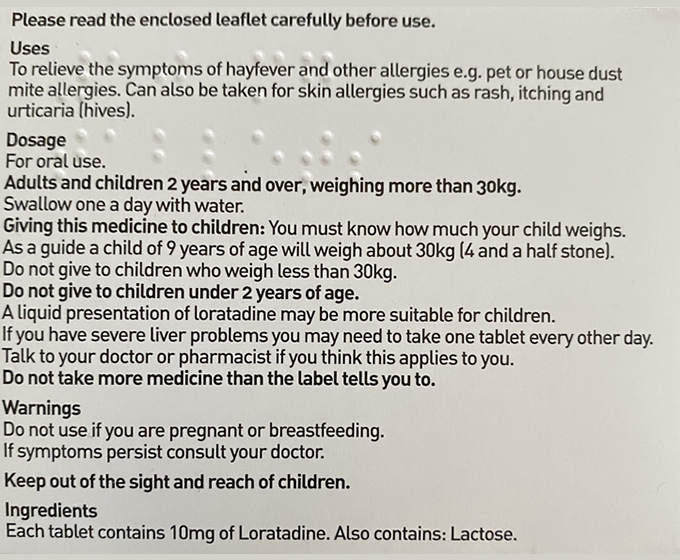 Please read the enclosed leaflet carefully before use.
Uses
To relieve the symptoms of hayfever and other allergies e.g. pet or house dust
mite allergies. Can also be taken for skin allergies such as rash, itching and
urticaria (hives).
Dosage
For oral use.
Adults and children 2 years and over, weighing more than 30kg.
Swallow one a day with water.
Giving this medicine to children: You must know how much your child weighs.
As a guide a child of 9 years of age will weigh about 30kg (4 and a half stone).
Do not give to children who weigh less than 30kg.
Do not give to children under 2 years of age.
A liquid presentation of loratadine may be more suitable for children.
If you have severe liver problems you may need to take one tablet every other day.
Talk to your doctor or pharmacist if you think this applies to you.
Do not take more medicine than the label tells you to.
Warnings
Do not use if you are pregnant or breastfeeding.
If symptoms persist consult your doctor.
Keep out of the sight and reach of children.
Ingredients
Each tablet contains 10mg of Loratadine. Also contains: Lactose.